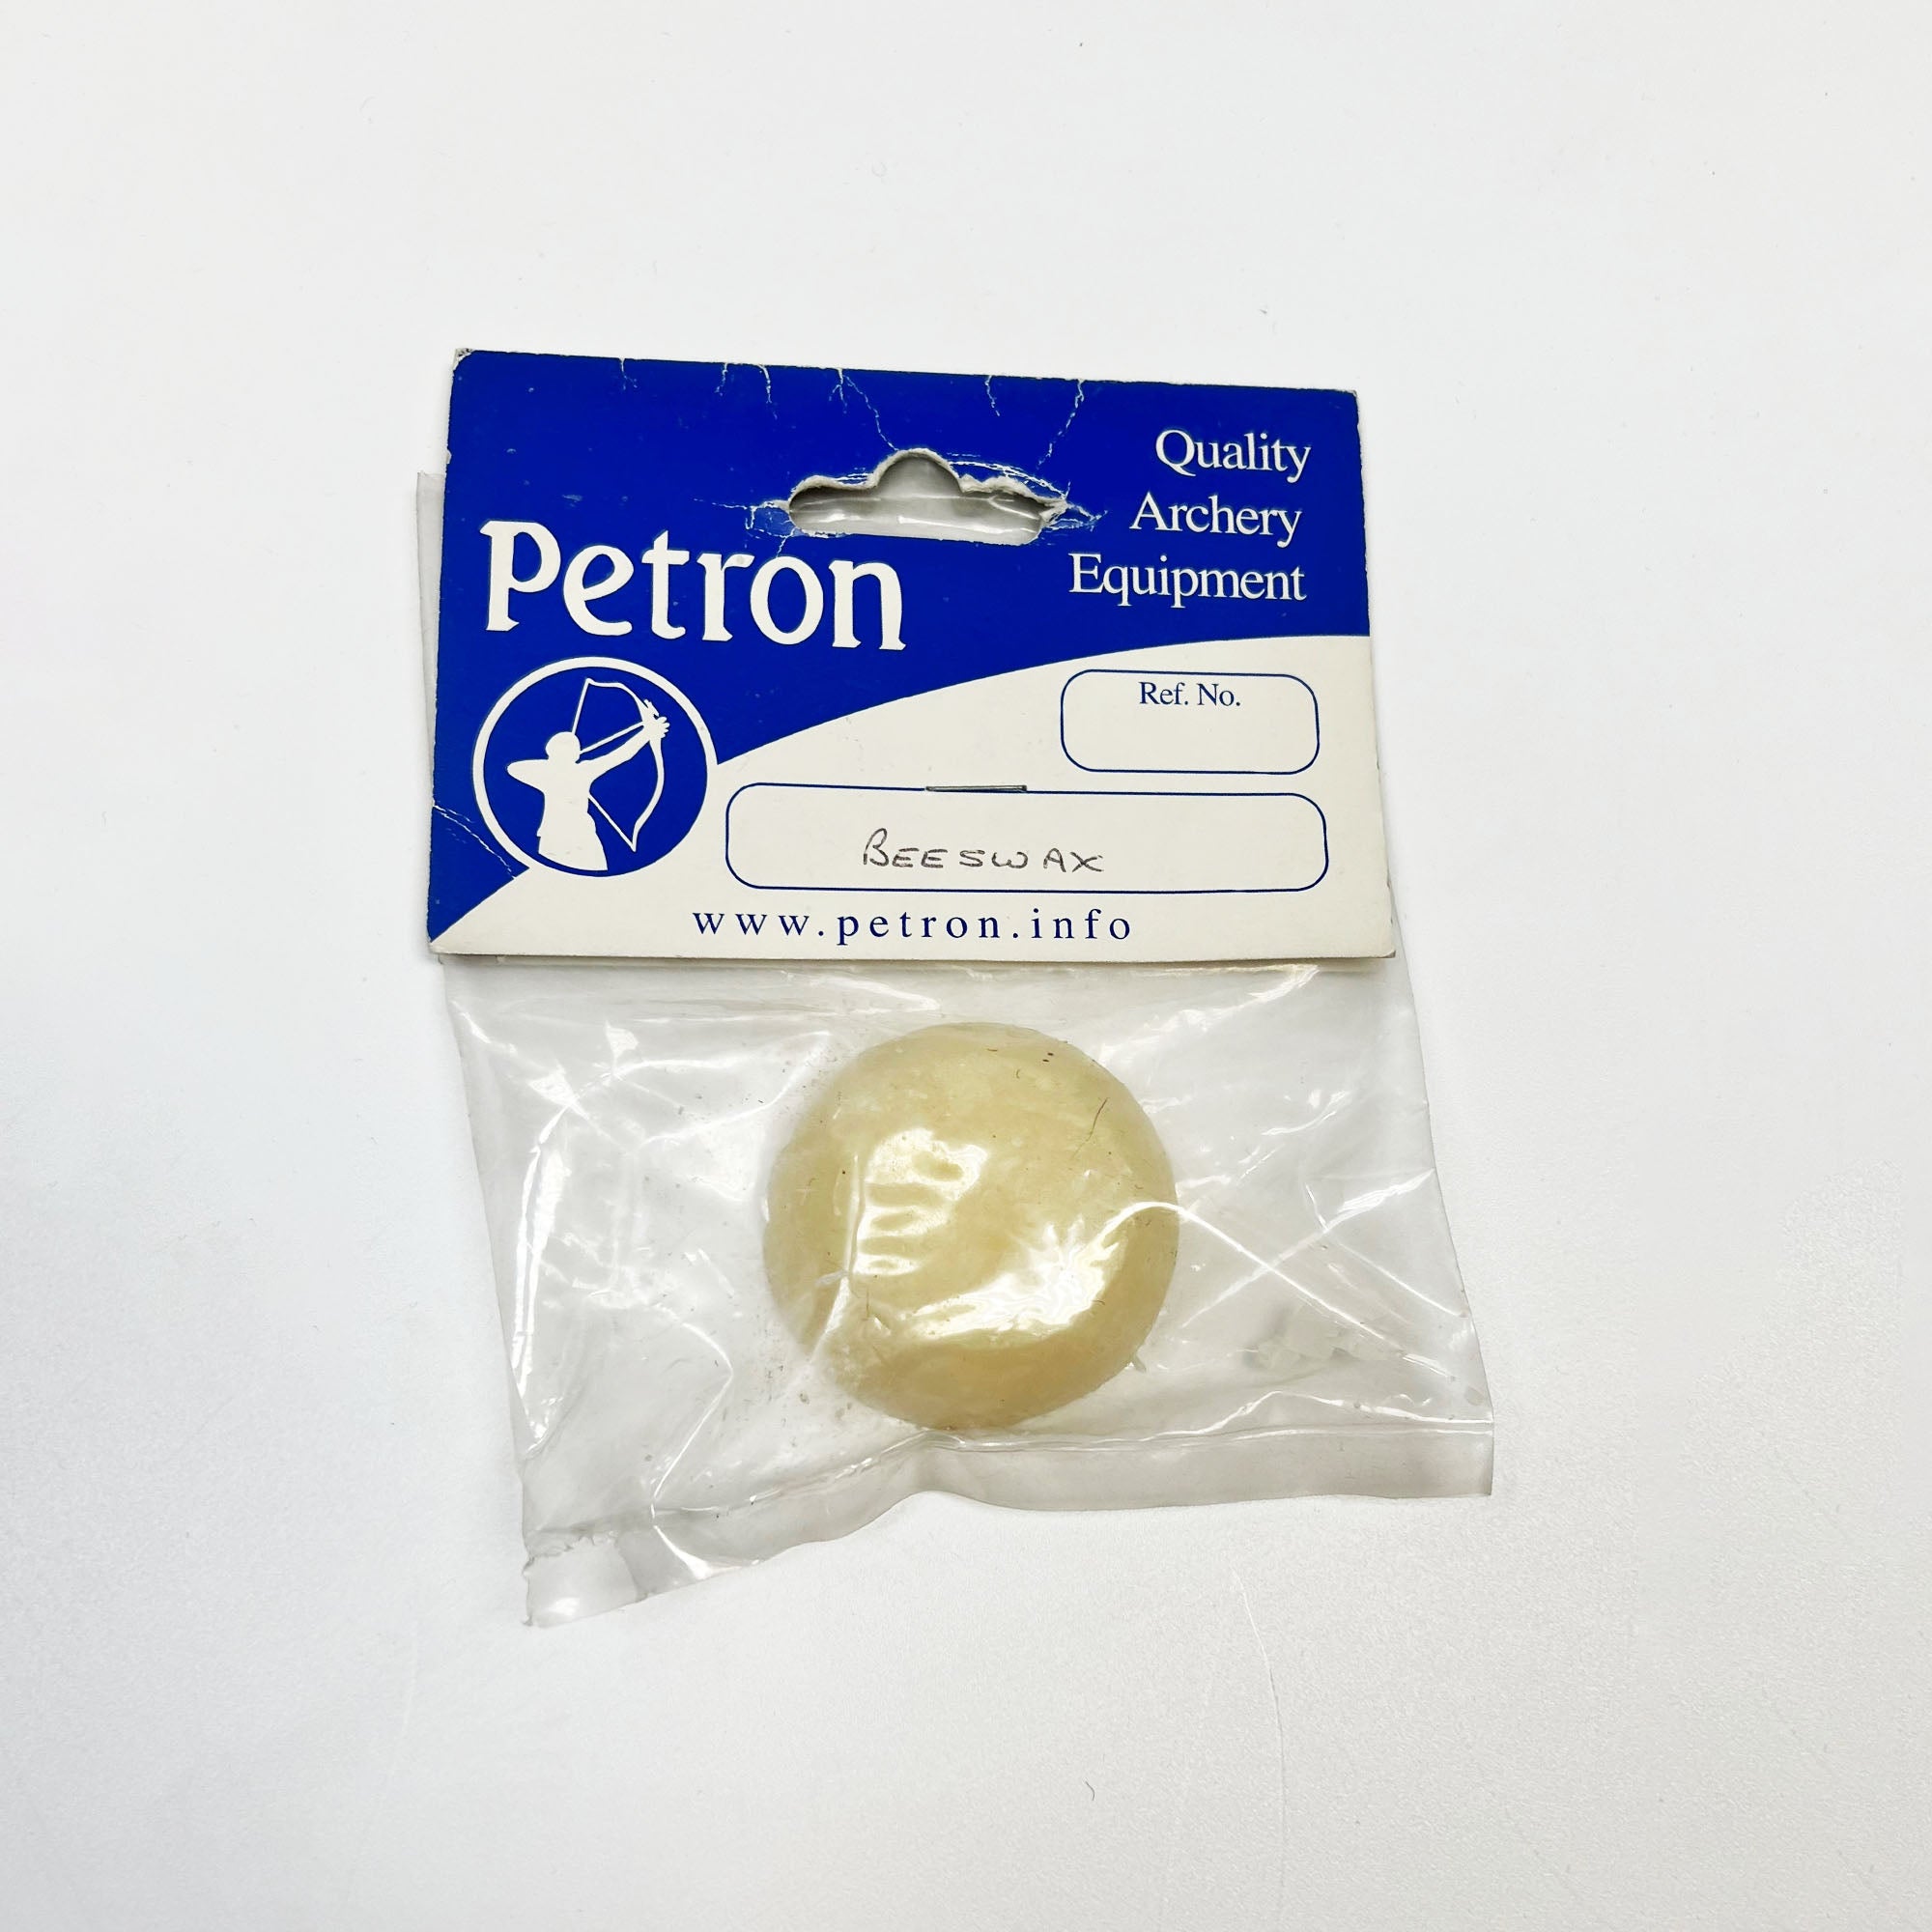 Quality
Archery
Equipment
Petron
Ref. No.
BEESWAX
www.petron.info